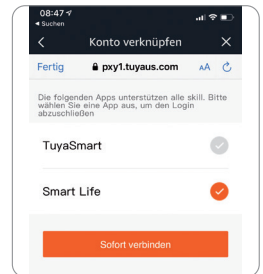 08:47
◂ Suchen
Konto verknüpfen
Fertig pxy1.tuyaus.com AA
Die folgenden Apps unterstützen alle skill. Bitte
wählen Sie eine App aus, um den Login
abzuschließen
TuyaSmart
Smart Life
Sofort verbinden